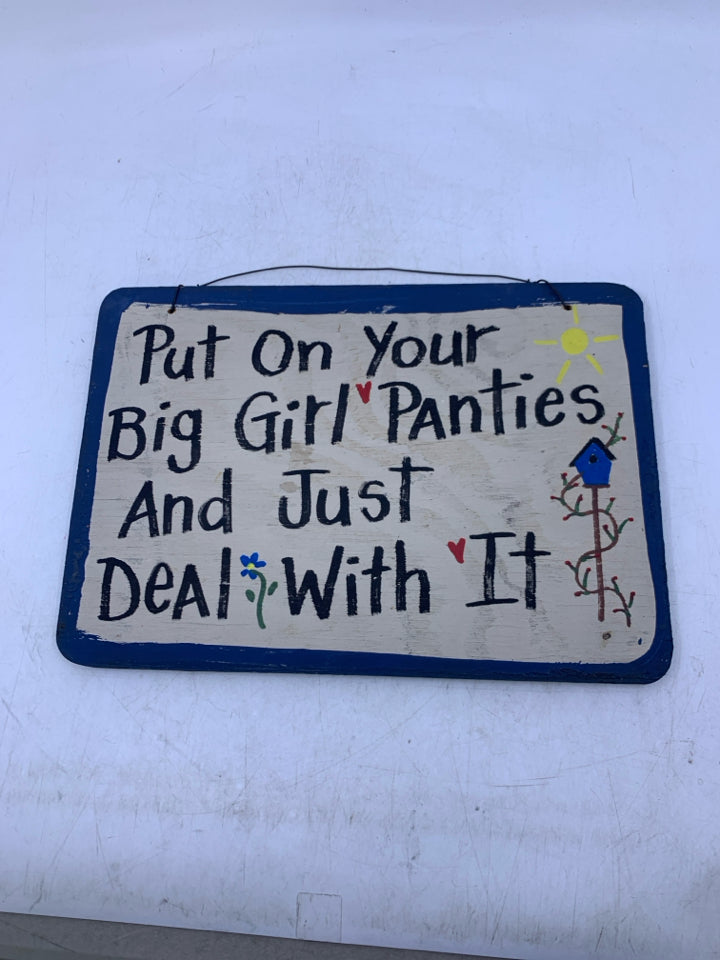 Put On Your
Big Girl Panties
And Just
Deal With It